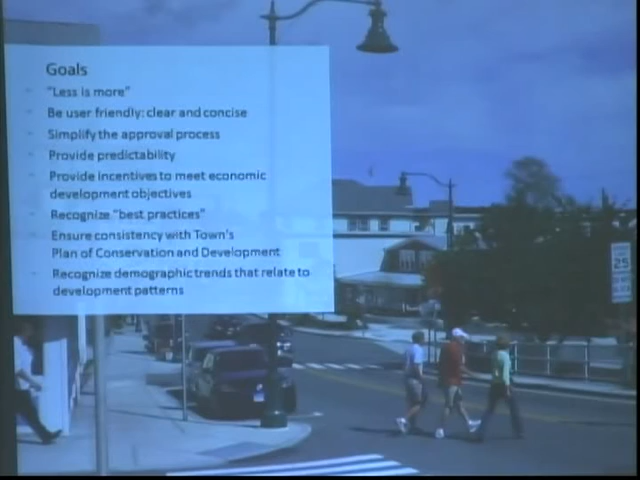 Goals
- "Less is more"
- Be user friendly: clear and concise
- Simplify the approval process
- Provide predictability
- Provide incentives to meet economic
development objectives
- Recognize "best practices"
- Ensure consistency with Town's
Plan of Conservation and Development
- Recognize demographic trends that relate to
development patterns
SPEED
25